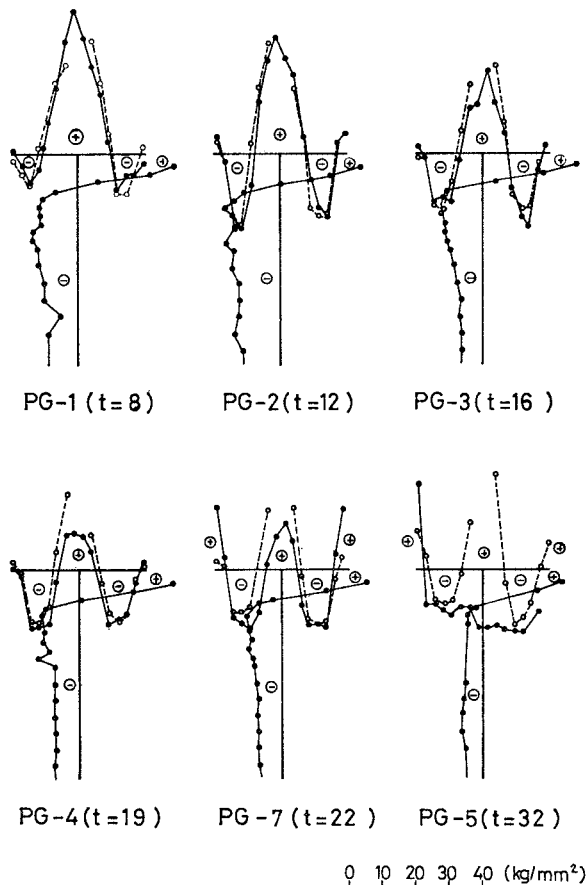 ⊕ ⊖ ⊖ ⊕ ⊖
⊕ ⊖ ⊖ ⊕ ⊖
⊕ ⊖ ⊖ ⊕ ⊖
PG-1 (t=8) PG-2(t=12) PG-3(t=16)
⊕ ⊖ ⊖ ⊕ ⊖
⊕ ⊕ ⊕ ⊖ ⊖ ⊕ ⊖
⊕ ⊕ ⊕ ⊖ ⊖ ⊕ ⊖
PG-4(t=19) PG-7(t=22) PG-5(t=32)
0 10 20 30 40 (kg/mm²)